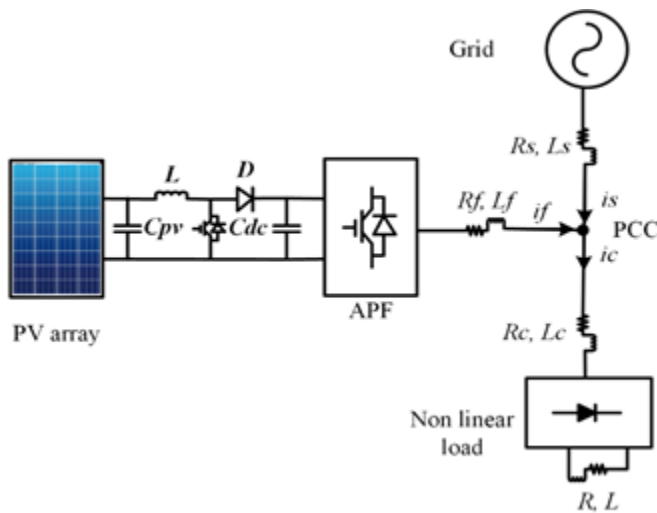 Grid
Rs, Ls
L
D
Rf, Lf
if
is
Cpv
Cdc
PCC
ic
APF
PV array
Rc, Lc
Non linear
load
R, L